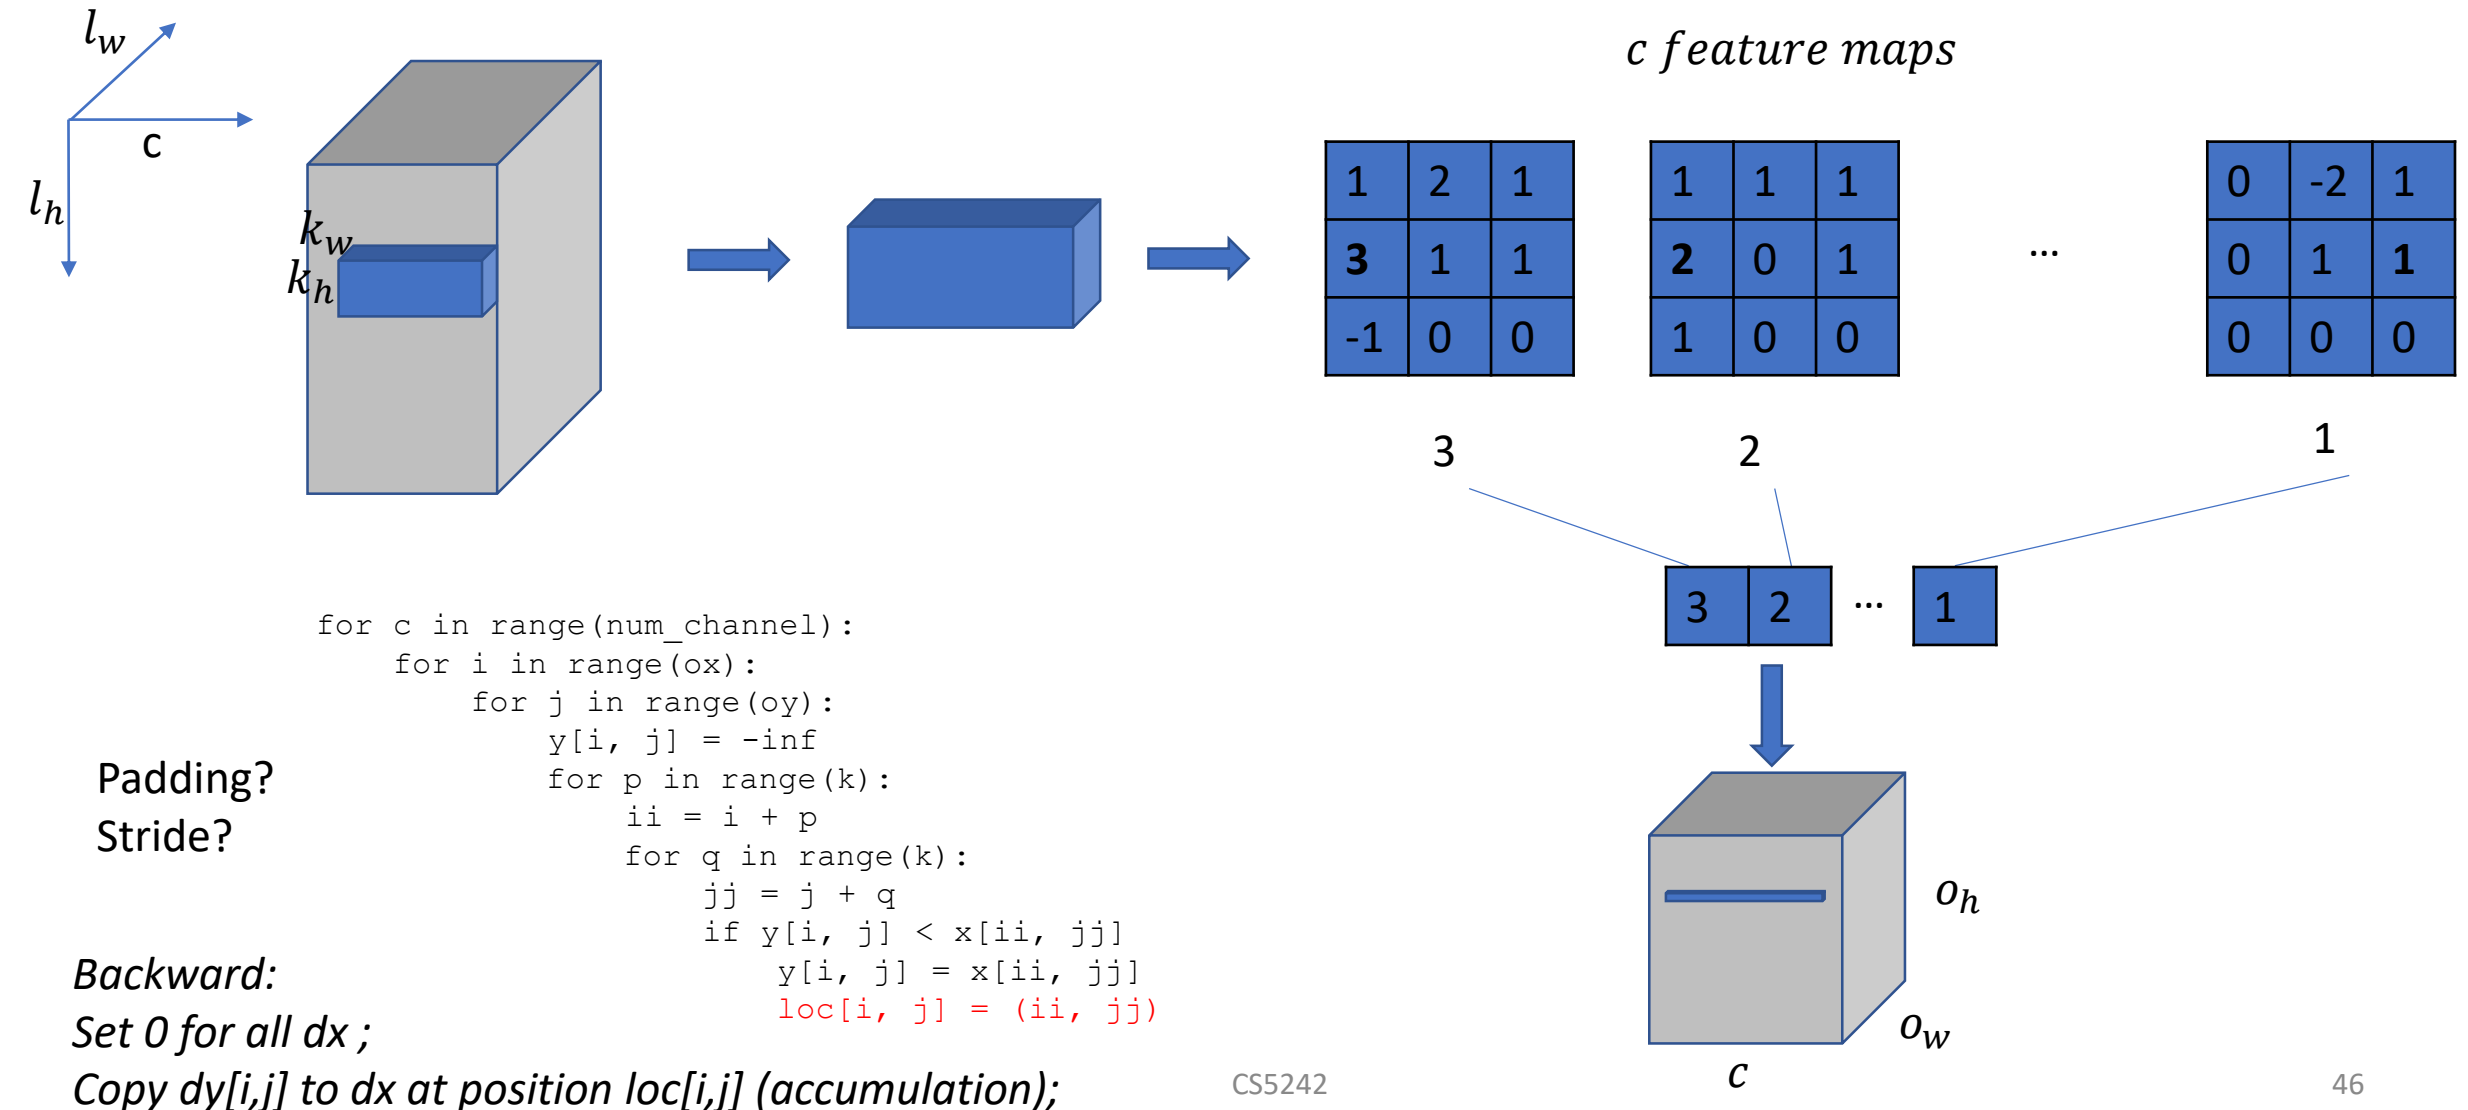 l_w
c feature maps
c
l_h
k_w
k_h
1 2 1
3 1 1
-1 0 0
1 1 1
2 0 1
1 0 0
...
0 -2 1
0 1 1
0 0 0
3
2
1
3 2 ... 1
for c in range(num_channel):
    for i in range(ox):
        for j in range(oy):
            y[i, j] = -inf
            for p in range(k):
                ii = i + p
                for q in range(k):
                    jj = j + q
                    if y[i, j] < x[ii, jj]
                        y[i, j] = x[ii, jj]
                        loc[i, j] = (ii, jj)
Padding?
Stride?
Backward:
Set 0 for all dx ;
Copy dy[i,j] to dx at position loc[i,j] (accumulation);
o_h
o_w
c
CS5242
46